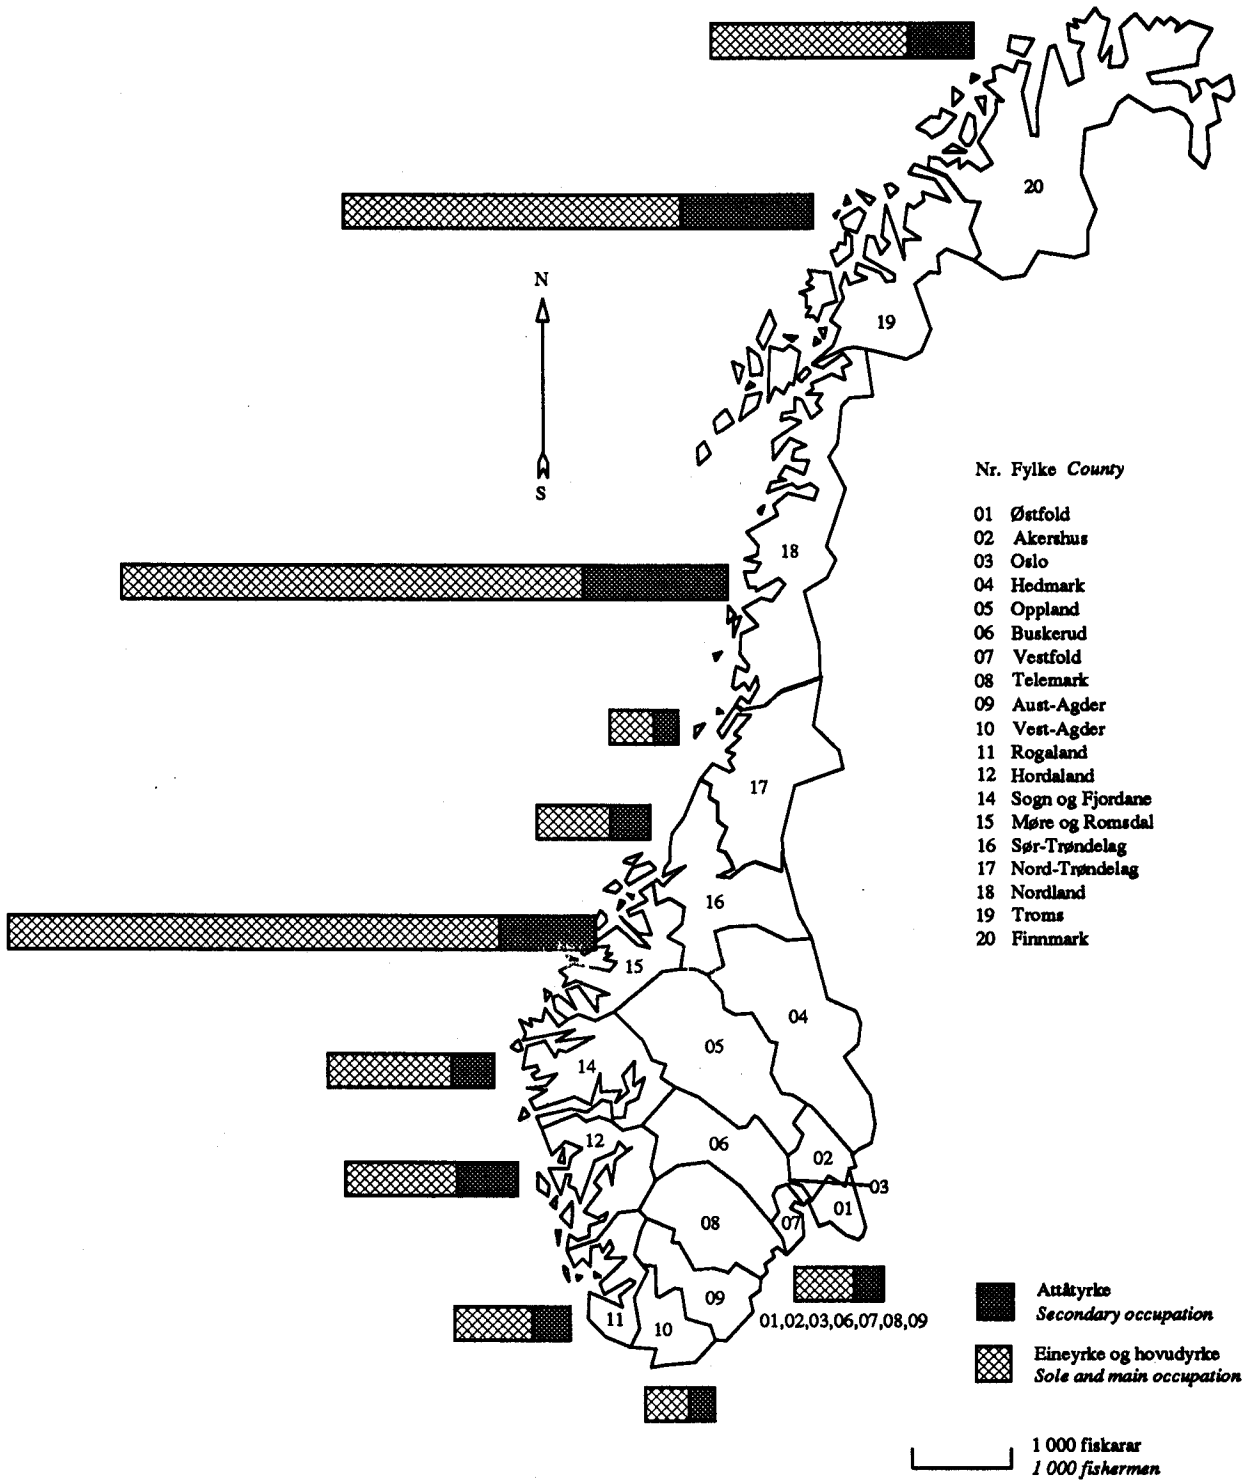 N
S
20
19
18
17
16
15
14
12
11
10
09
08
07
06
05
04
02
03
01
01,02,03,06,07,08,09
Nr. Fylke County
01 Østfold
02 Akershus
03 Oslo
04 Hedmark
05 Oppland
06 Buskerud
07 Vestfold
08 Telemark
09 Aust-Agder
10 Vest-Agder
11 Rogaland
12 Hordaland
14 Sogn og Fjordane
15 Møre og Romsdal
16 Sør-Trøndelag
17 Nord-Trøndelag
18 Nordland
19 Troms
20 Finnmark
Attåtyrke
Secondary occupation
Eineyrke og hovudyrke
Sole and main occupation
1 000 fiskarar
1 000 fishermen